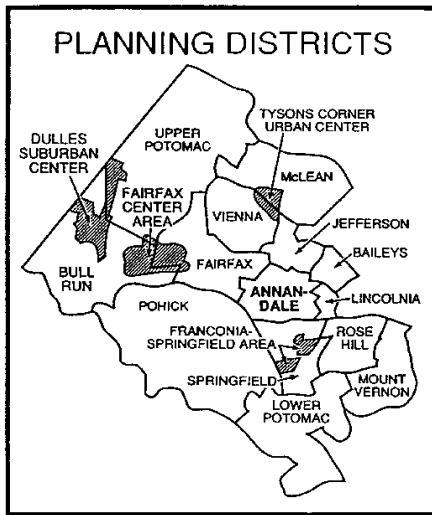 PLANNING DISTRICTS
TYSONS CORNER
URBAN CENTER
UPPER
POTOMAC
DULLES
SUBURBAN
CENTER
McLEAN
FAIRFAX
CENTER
AREA
VIENNA
JEFFERSON
BAILEYS
BULL
RUN
FAIRFAX
ANNAN-
DALE
LINCOLNIA
POHICK
FRANCONIA-
SPRINGFIELD AREA
ROSE
HILL
SPRINGFIELD
MOUNT
VERNON
LOWER
POTOMAC